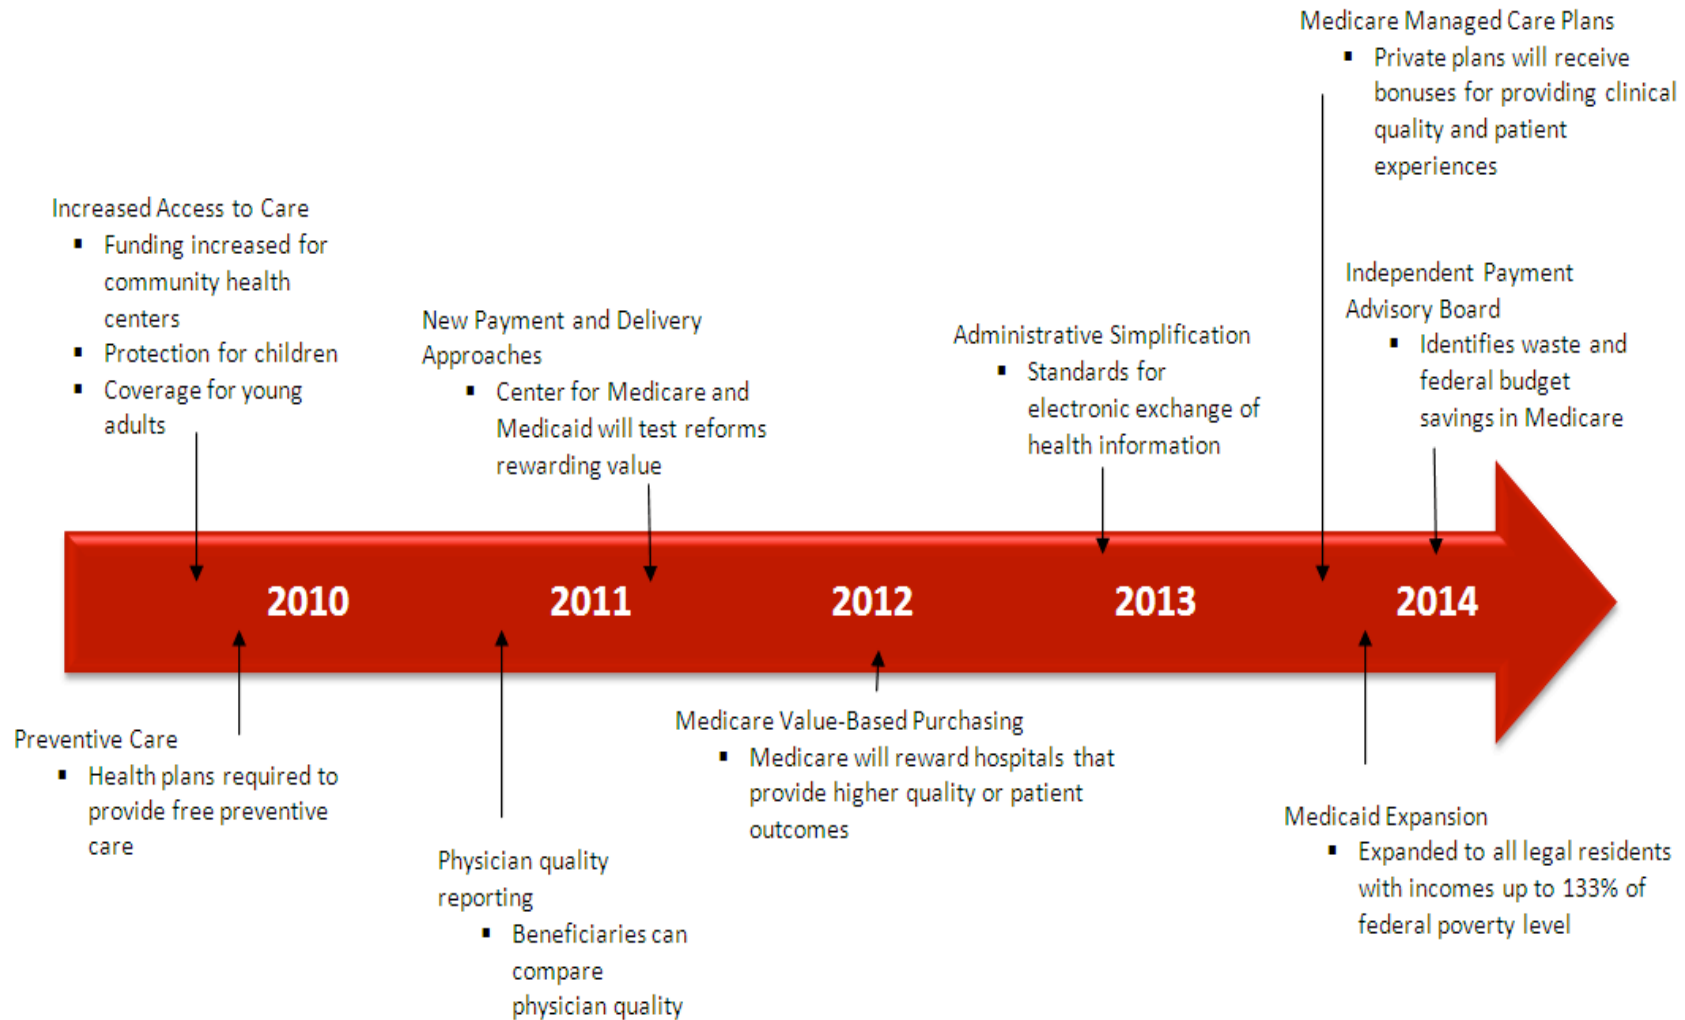 Medicare Managed Care Plans
▪ Private plans will receive
bonuses for providing clinical
quality and patient
experiences
Increased Access to Care
▪ Funding increased for
community health
centers
▪ Protection for children
▪ Coverage for young
adults
New Payment and Delivery
Approaches
▪ Center for Medicare and
Medicaid will test reforms
rewarding value
Administrative Simplification
▪ Standards for
electronic exchange of
health information
Independent Payment
Advisory Board
▪ Identifies waste and
federal budget
savings in Medicare
2010 2011 2012 2013 2014
Preventive Care
▪ Health plans required to
provide free preventive
care
Physician quality
reporting
▪ Beneficiaries can
compare
physician quality
Medicare Value-Based Purchasing
▪ Medicare will reward hospitals that
provide higher quality or patient
outcomes
Medicaid Expansion
▪ Expanded to all legal residents
with incomes up to 133% of
federal poverty level